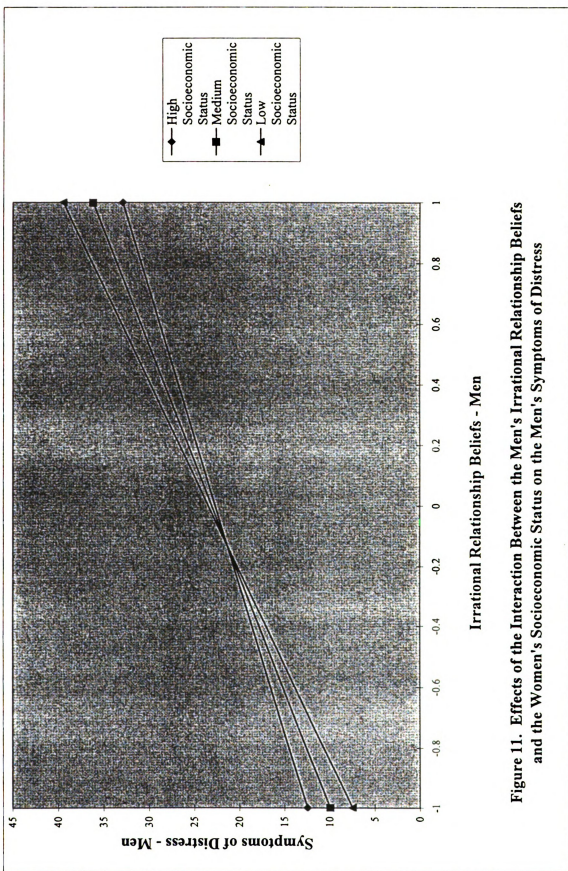 45
40
35
30
25
20
15
10
5
0
Symptoms of Distress - Men
-1
-0.8
-0.6
-0.4
-0.2
0
0.2
0.4
0.6
0.8
1
Irrational Relationship Beliefs - Men
High
Socioeconomic
Status
Medium
Socioeconomic
Status
Low
Socioeconomic
Status
Figure 11. Effects of the Interaction Between the Men's Irrational Relationship Beliefs
and the Women's Socioeconomic Status on the Men's Symptoms of Distress